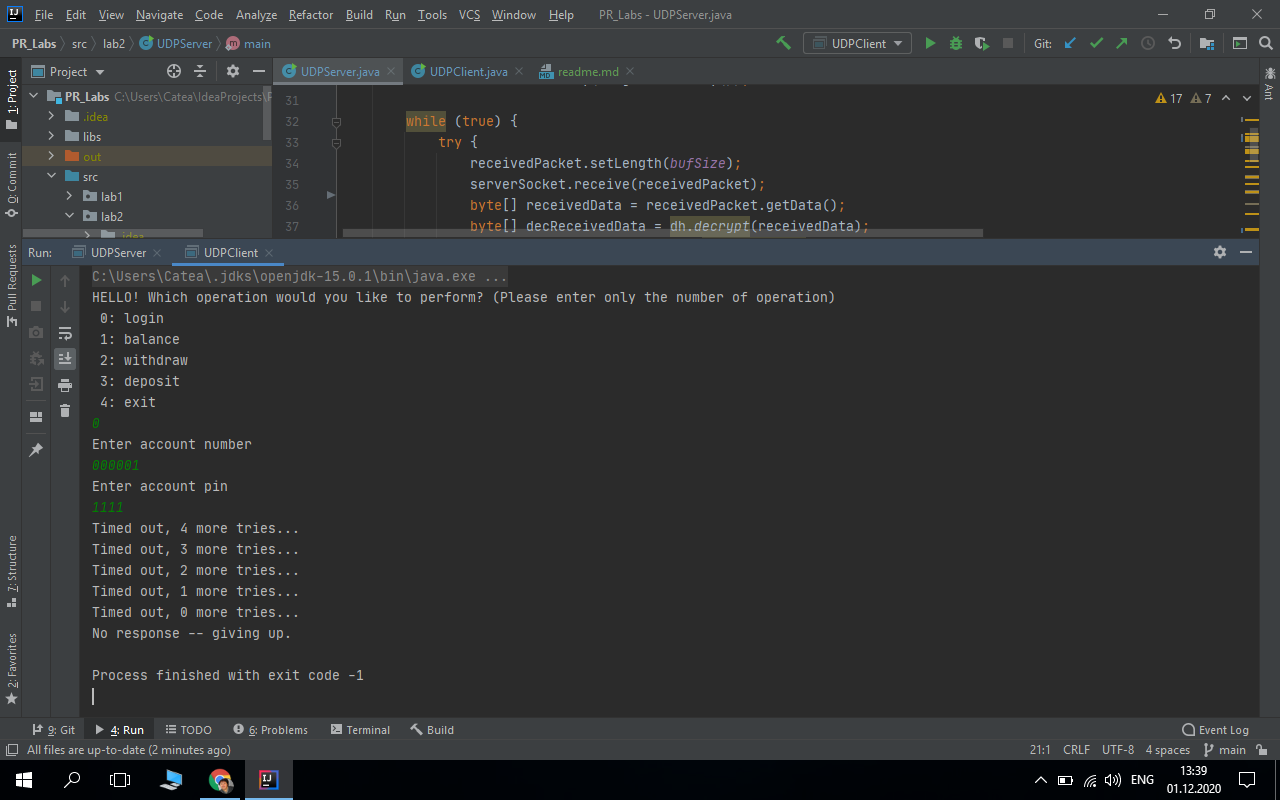 File Edit View Navigate Code Analyze Refactor Build Run Tools VCS Window Help PR_Labs - UDPServer.java
PR_Labs src lab2 UDPServer main UDPClient Git:
Project UDPServer.java UDPClient.java readme.md
1: Project
0: Commit
Pull Requests
7: Structure
2: Favorites
Ant
PR_Labs C:\Users\Catea\IdeaProjects\P
.idea
libs
out
src
lab1
lab2
.idea
17 7
31
32 while (true) {
33 try {
34 receivedPacket.setLength(bufSize);
35 serverSocket.receive(receivedPacket);
36 byte[] receivedData = receivedPacket.getData();
37 byte[] decReceivedData = dh.decrypt(receivedData);
Run: UDPServer UDPClient
C:\Users\Catea\.jdks\openjdk-15.0.1\bin\java.exe ...
HELLO! Which operation would you like to perform? (Please enter only the number of operation)
0: login
1: balance
2: withdraw
3: deposit
4: exit
0
Enter account number
000001
Enter account pin
1111
Timed out, 4 more tries...
Timed out, 3 more tries...
Timed out, 2 more tries...
Timed out, 1 more tries...
Timed out, 0 more tries...
No response -- giving up.
Process finished with exit code -1
9: Git 4: Run TODO 6: Problems Terminal Build Event Log
All files are up-to-date (2 minutes ago) 21:1 CRLF UTF-8 4 spaces main
ENG 13:39
01.12.2020